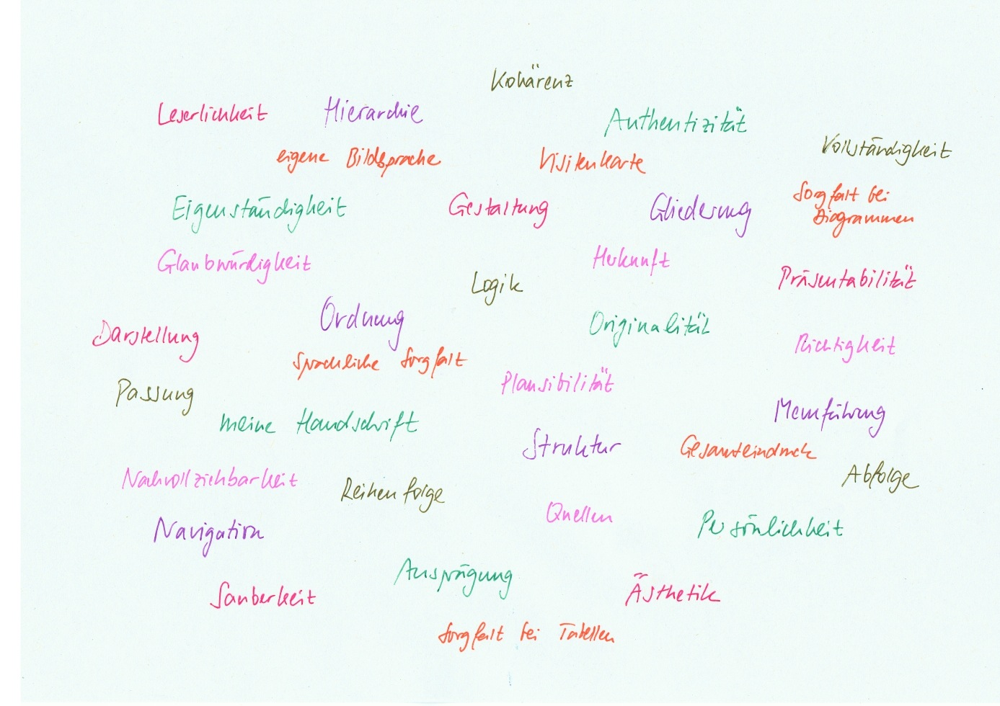 Kohärenz
Leserlichkeit
Hierarchie
Authentizität
Vollständigkeit
eigene Bildsprache
Visitenkarte
Sorgfalt bei
Diagrammen
Eigenständigkeit
Gestaltung
Gliederung
Glaubwürdigkeit
Herkunft
Präsentabilität
Logik
Ordnung
Originalität
Darstellung
Richtigkeit
sprachliche Sorgfalt
Plausibilität
Passung
Menuführung
meine Handschrift
Struktur
Gesamteindruck
Abfolge
Nachvollziehbarkeit
Reihenfolge
Quellen
Persönlichkeit
Navigation
Ausprägung
Sauberkeit
Ästhetik
Sorgfalt bei Tabellen